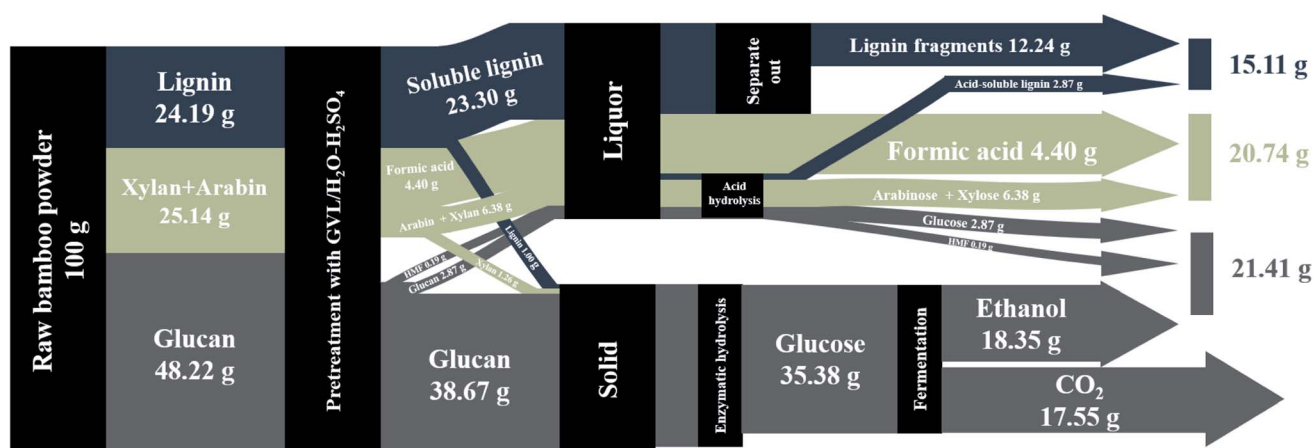 Raw bamboo powder
100 g
Lignin
24.19 g
Xylan+Arabin
25.14 g
Glucan
48.22 g
Pretreatment with GVL/H₂O-H₂SO₄
Soluble lignin
23.30 g
Formic acid
4.40 g
Arabin + Xylan 6.38 g
Lignin 1.00 g
HMF 0.19 g
Glucan 2.87 g
Xylan 1.26 g
Glucan
38.67 g
Liquor
Solid
Separate
out
Acid
hydrolysis
Enzymatic hydrolysis
Glucose
35.38 g
Fermentation
Lignin fragments 12.24 g
Acid-soluble lignin 2.87 g
Formic acid 4.40 g
Arabinose + Xylose 6.38 g
Glucose 2.87 g
HMF 0.19 g
Ethanol
18.35 g
CO₂
17.55 g
15.11 g
20.74 g
21.41 g